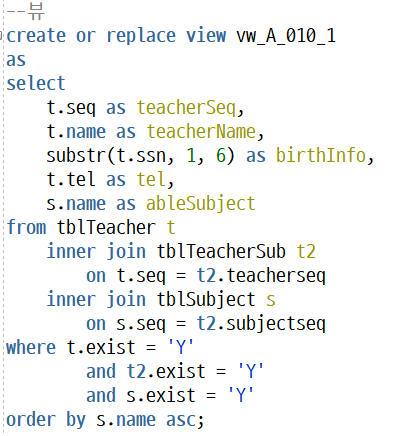 --뷰
create or replace view vw_A_010_1
as
select
    t.seq as teacherSeq,
    t.name as teacherName,
    substr(t.ssn, 1, 6) as birthInfo,
    t.tel as tel,
    s.name as ableSubject
from tblTeacher t
    inner join tblTeacherSub t2
        on t.seq = t2.teacherseq
    inner join tblSubject s
        on s.seq = t2.subjectseq
where t.exist = 'Y'
        and t2.exist = 'Y'
        and s.exist = 'Y'
order by s.name asc;